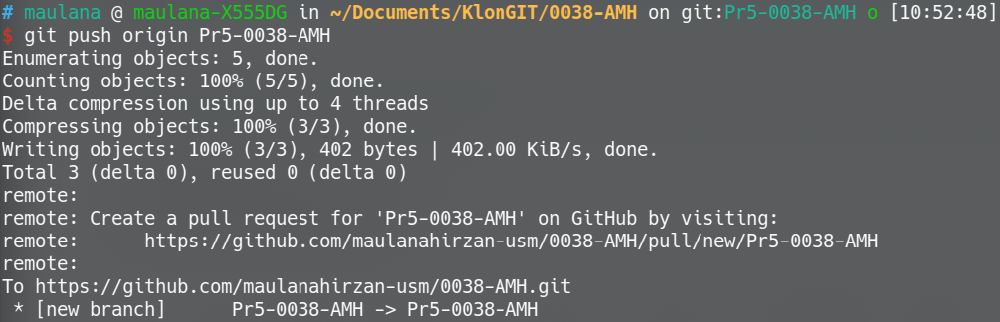 # maulana @ maulana-X555DG in ~/Documents/KlonGIT/0038-AMH on git:Pr5-0038-AMH o [10:52:48]
$ git push origin Pr5-0038-AMH
Enumerating objects: 5, done.
Counting objects: 100% (5/5), done.
Delta compression using up to 4 threads
Compressing objects: 100% (3/3), done.
Writing objects: 100% (3/3), 402 bytes | 402.00 KiB/s, done.
Total 3 (delta 0), reused 0 (delta 0)
remote:
remote: Create a pull request for 'Pr5-0038-AMH' on GitHub by visiting:
remote:      https://github.com/maulanahirzan-usm/0038-AMH/pull/new/Pr5-0038-AMH
remote:
To https://github.com/maulanahirzan-usm/0038-AMH.git
 * [new branch]      Pr5-0038-AMH -> Pr5-0038-AMH